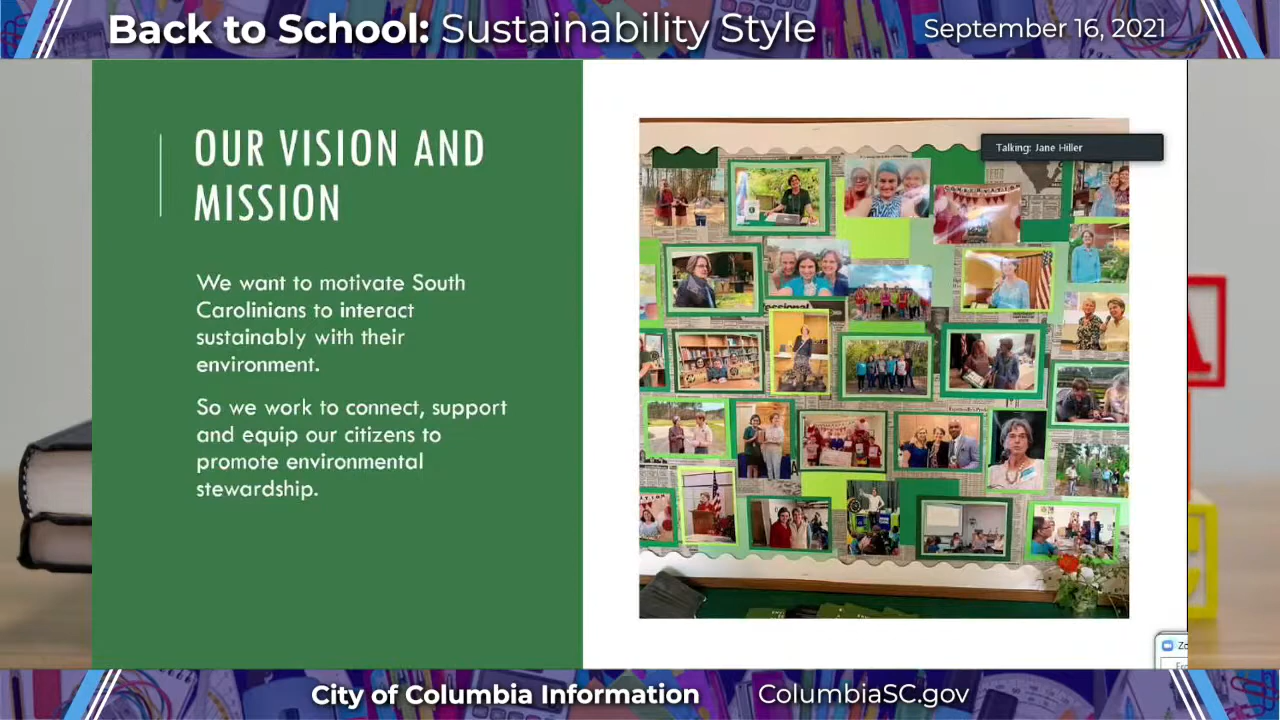 Back to School: Sustainability Style
September 16, 2021
OUR VISION AND
MISSION
We want to motivate South
Carolinians to interact
sustainably with their
environment.
So we work to connect, support
and equip our citizens to
promote environmental
stewardship.
Talking: Jane Hiller
City of Columbia Information
ColumbiaSC.gov